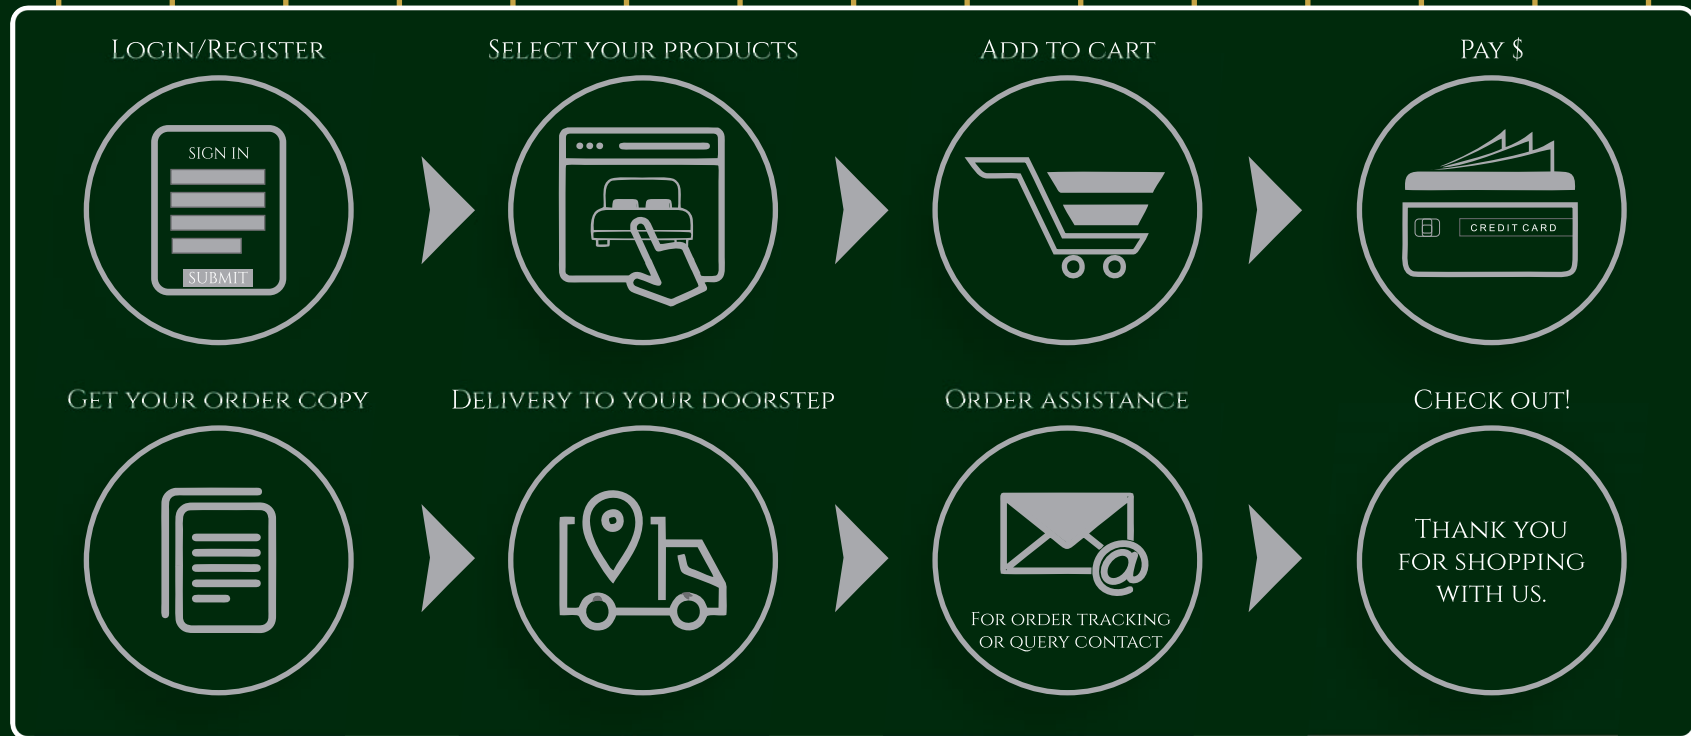 Login/Register
Select your products
Add to cart
Pay $
SIGN IN
SUBMIT
CREDIT CARD
Get your order copy
Delivery to your doorstep
Order assistance
Check out!
Thank you
for shopping
with us.
For order tracking
or query contact